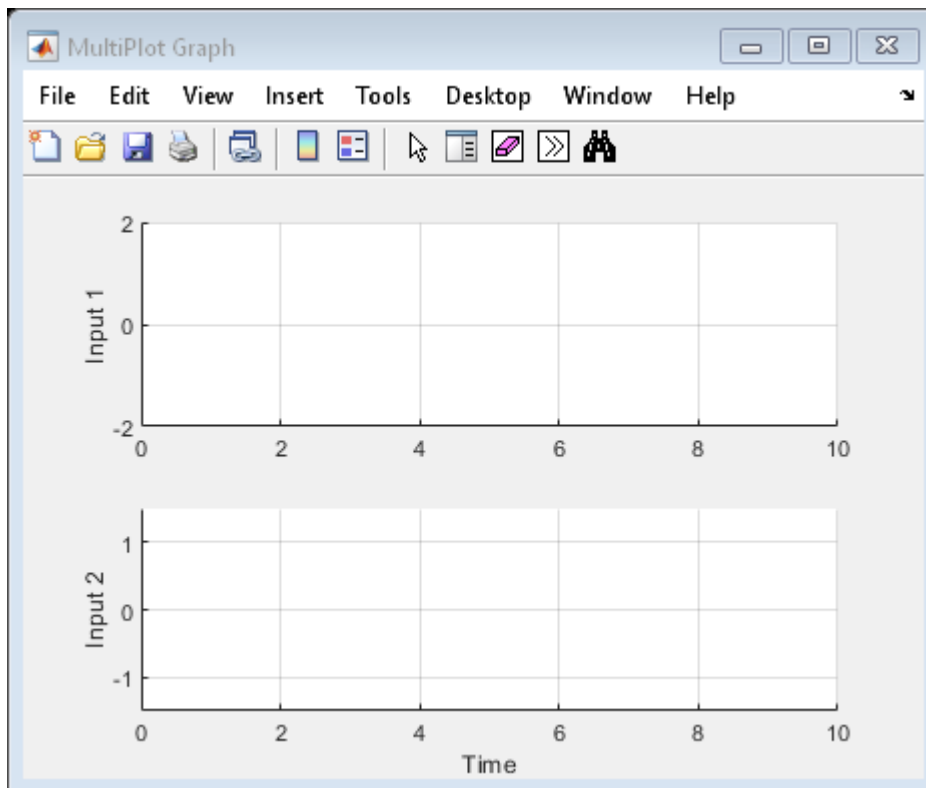 MultiPlot Graph
File Edit View Insert Tools Desktop Window Help
2
Input 1
0
-2
0 2 4 6 8 10
1
Input 2
0
-1
0 2 4 6 8 10
Time